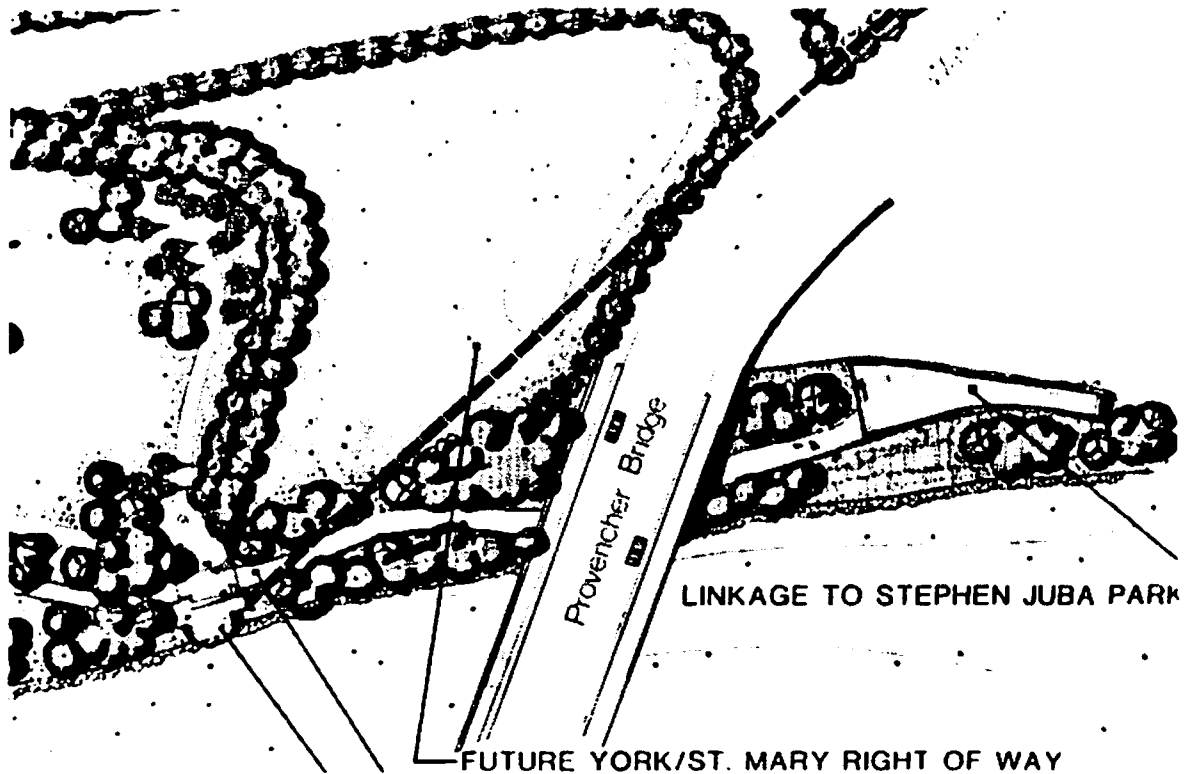 Provencher Bridge
LINKAGE TO STEPHEN JUBA PARK
FUTURE YORK/ST. MARY RIGHT OF WAY